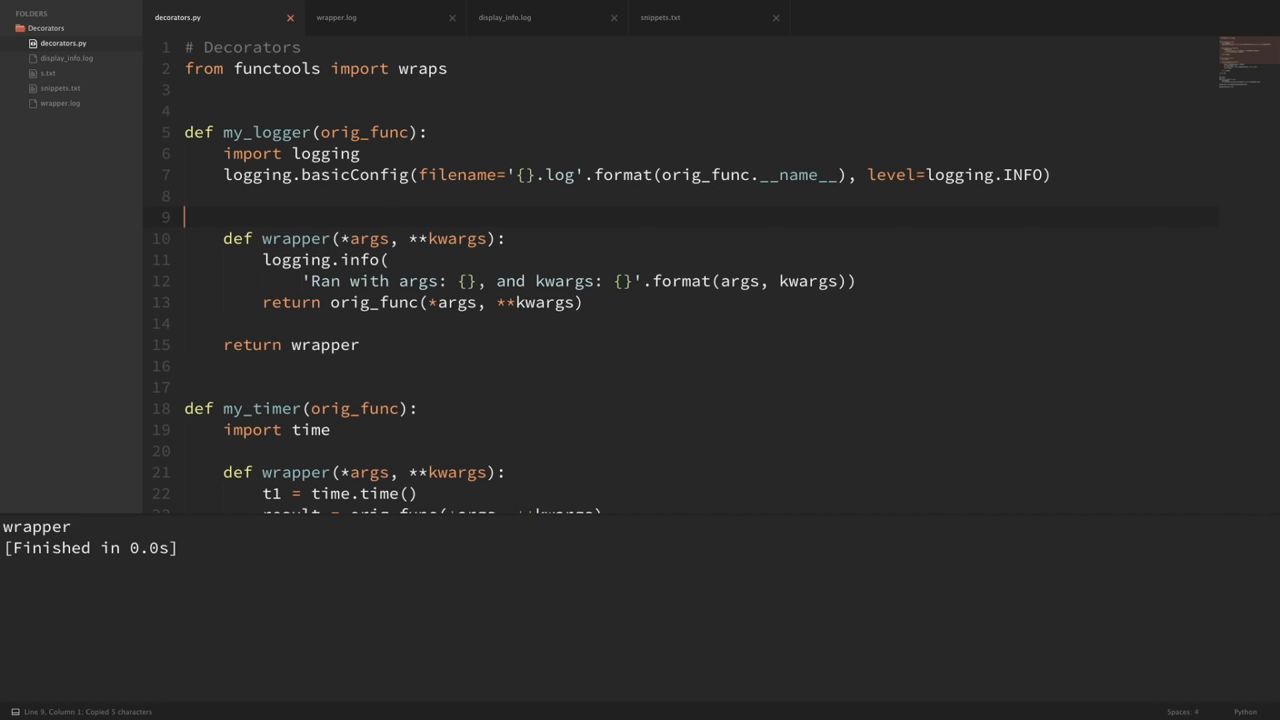 FOLDERS
Decorators
decorators.py
display_info.log
s.txt
snippets.txt
wrapper.log
decorators.py
wrapper.log
display_info.log
snippets.txt
1 # Decorators
2 from functools import wraps
3
4
5 def my_logger(orig_func):
6     import logging
7     logging.basicConfig(filename='{}.log'.format(orig_func.__name__), level=logging.INFO)
8
9
10     def wrapper(*args, **kwargs):
11         logging.info(
12             'Ran with args: {}, and kwargs: {}'.format(args, kwargs))
13         return orig_func(*args, **kwargs)
14
15     return wrapper
16
17
18 def my_timer(orig_func):
19     import time
20
21     def wrapper(*args, **kwargs):
22         t1 = time.time()
23         result = orig_func(*args, **kwargs)
wrapper
[Finished in 0.0s]
Line 9, Column 1; Copied 5 characters
Spaces: 4
Python